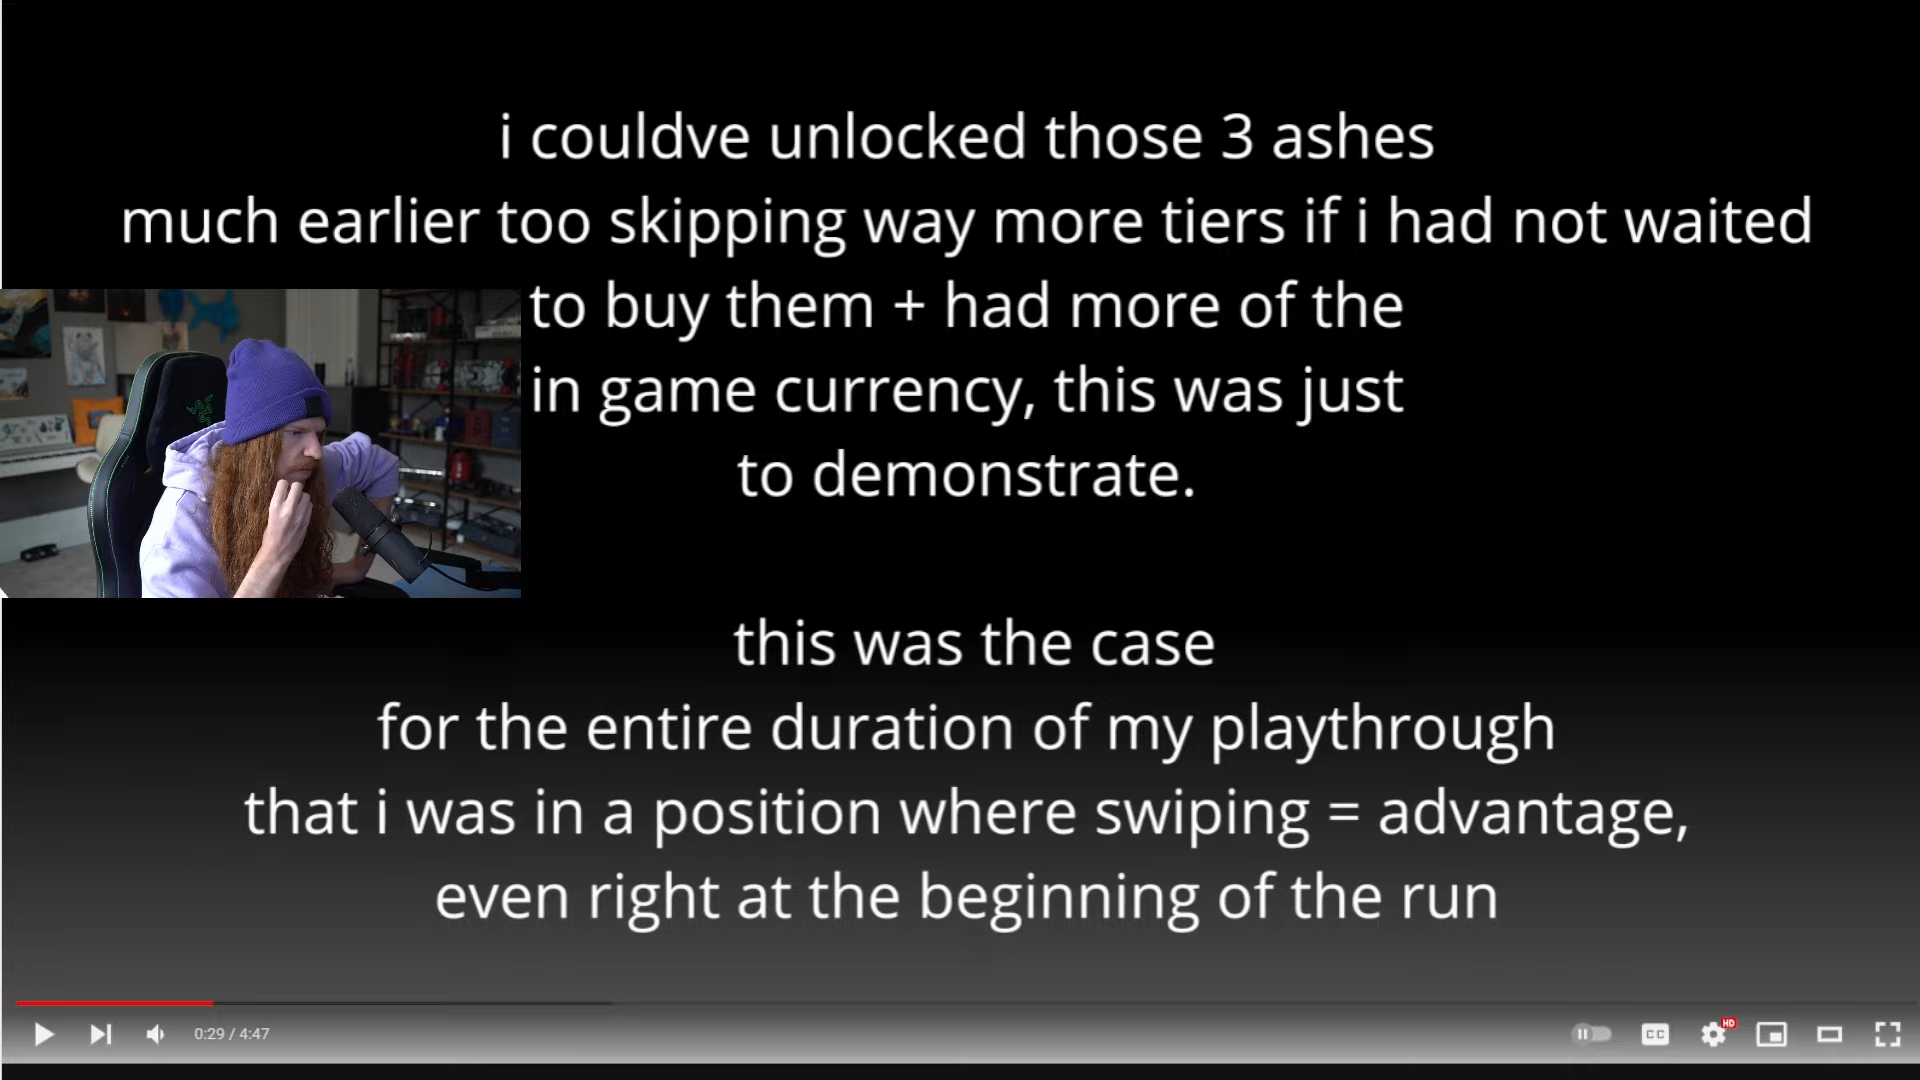 i couldve unlocked those 3 ashes
much earlier too skipping way more tiers if i had not waited
to buy them + had more of the
in game currency, this was just
to demonstrate.
this was the case
for the entire duration of my playthrough
that i was in a position where swiping = advantage,
even right at the beginning of the run
0:29 / 4:47
CC
HD